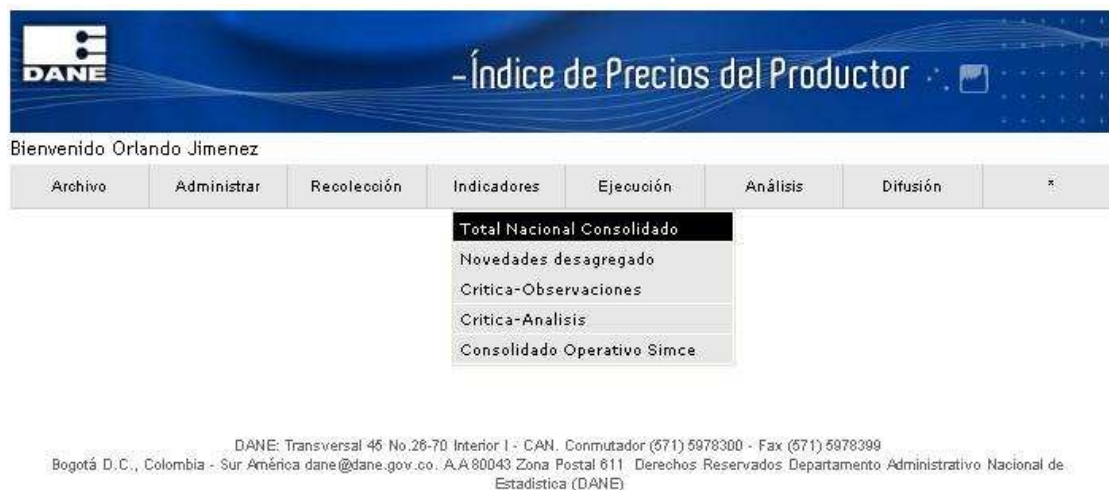 DANE
-Índice de Precios del Productor
Bienvenido Orlando Jimenez
Archivo Administrar Recolección Indicadores Ejecución Análisis Difusión *
Total Nacional Consolidado
Novedades desagregado
Critica-Observaciones
Critica-Analisis
Consolidado Operativo Simce
DANE: Transversal 45 No.26-70 Interior I - CAN. Conmutador (571) 5978300 - Fax (571) 5978399
Bogotá D.C., Colombia - Sur América dane@dane.gov.co. A.A 80043 Zona Postal 611 Derechos Reservados Departamento Administrativo Nacional de
Estadistica (DANE)